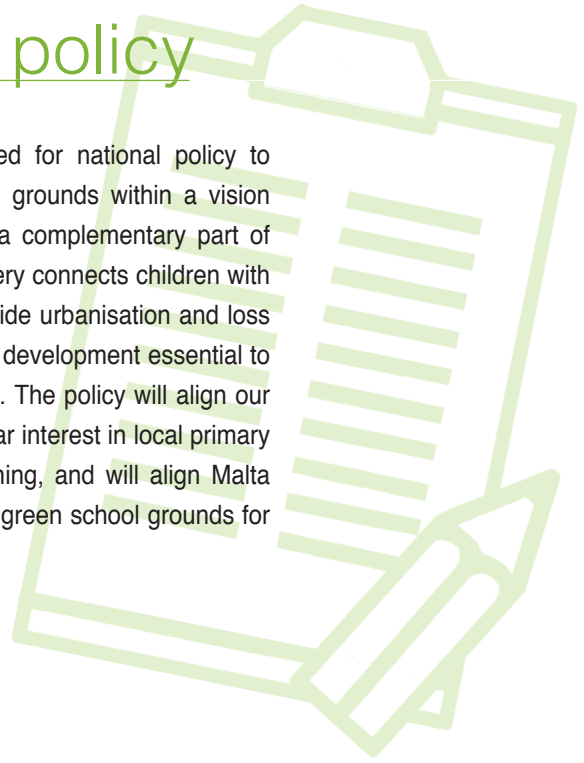 policy
ed for national policy to
grounds within a vision
a complementary part of
ery connects children with
ide urbanisation and loss
development essential to
. The policy will align our
ar interest in local primary
ning, and will align Malta
green school grounds for